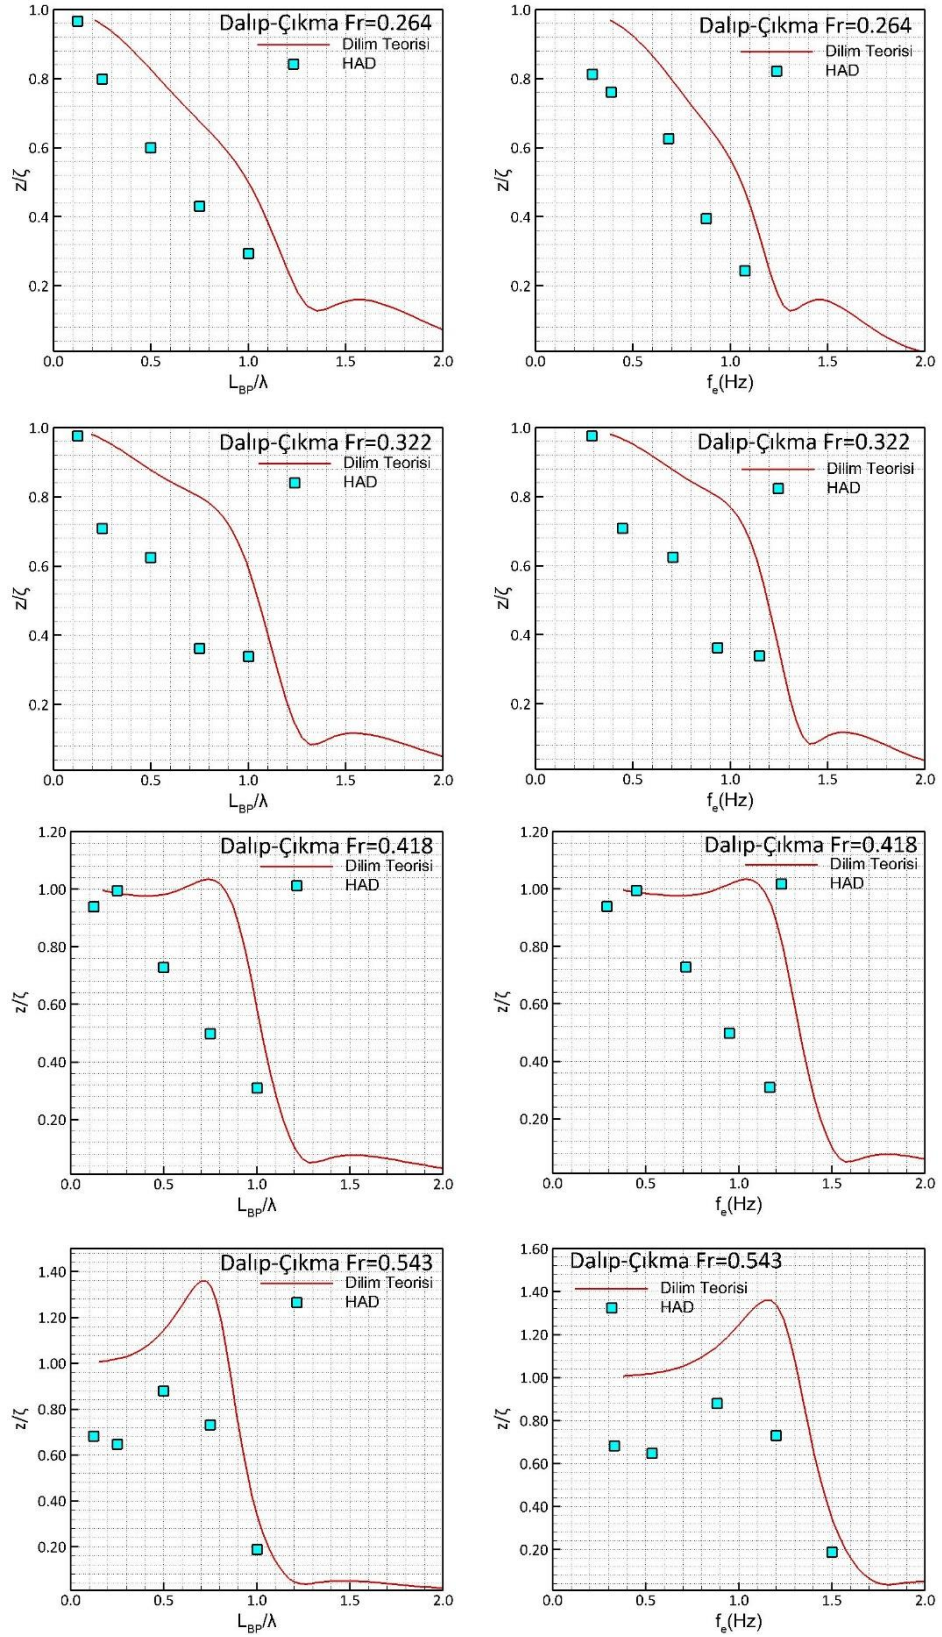 Dalıp-Çıkma Fr=0.264
Dilim Teorisi
HAD
1.0
0.8
0.6
0.4
0.2
z/ζ
0.0 0.5 1.0 1.5 2.0
L_BP/λ
Dalıp-Çıkma Fr=0.264
Dilim Teorisi
HAD
1.0
0.8
0.6
0.4
0.2
z/ζ
0.0 0.5 1.0 1.5 2.0
f_e(Hz)
Dalıp-Çıkma Fr=0.322
Dilim Teorisi
HAD
1.0
0.8
0.6
0.4
0.2
z/ζ
0.0 0.5 1.0 1.5 2.0
L_BP/λ
Dalıp-Çıkma Fr=0.322
Dilim Teorisi
HAD
1.0
0.8
0.6
0.4
0.2
z/ζ
0.0 0.5 1.0 1.5 2.0
f_e(Hz)
Dalıp-Çıkma Fr=0.418
Dilim Teorisi
HAD
1.20
1.00
0.80
0.60
0.40
0.20
z/ζ
0.0 0.5 1.0 1.5 2.0
L_BP/λ
Dalıp-Çıkma Fr=0.418
Dilim Teorisi
HAD
1.20
1.00
0.80
0.60
0.40
0.20
z/ζ
0.0 0.5 1.0 1.5 2.0
f_e(Hz)
Dalıp-Çıkma Fr=0.543
Dilim Teorisi
HAD
1.40
1.20
1.00
0.80
0.60
0.40
0.20
z/ζ
0.0 0.5 1.0 1.5 2.0
L_BP/λ
Dalıp-Çıkma Fr=0.543
Dilim Teorisi
HAD
1.60
1.40
1.20
1.00
0.80
0.60
0.40
0.20
z/ζ
0.0 0.5 1.0 1.5 2.0
f_e(Hz)